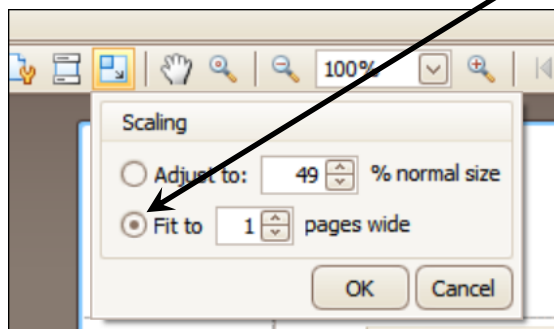 100%
Scaling
Adjust to: 49 % normal size
Fit to 1 pages wide
OK Cancel